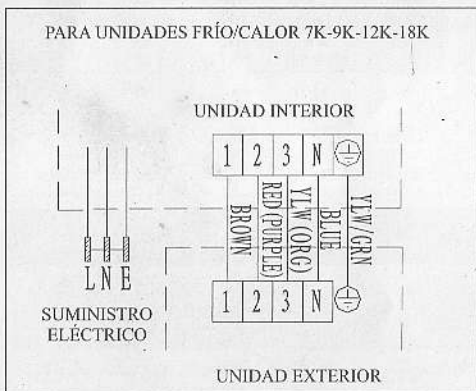 PARA UNIDADES FRÍO/CALOR 7K-9K-12K-18K
UNIDAD INTERIOR
1 2 3 N
BROWN
RED(PURPLE)
YLW (ORG)
BLUE
YLW/GRN
L N E
SUMINISTRO
ELÉCTRICO
1 2 3 N
UNIDAD EXTERIOR